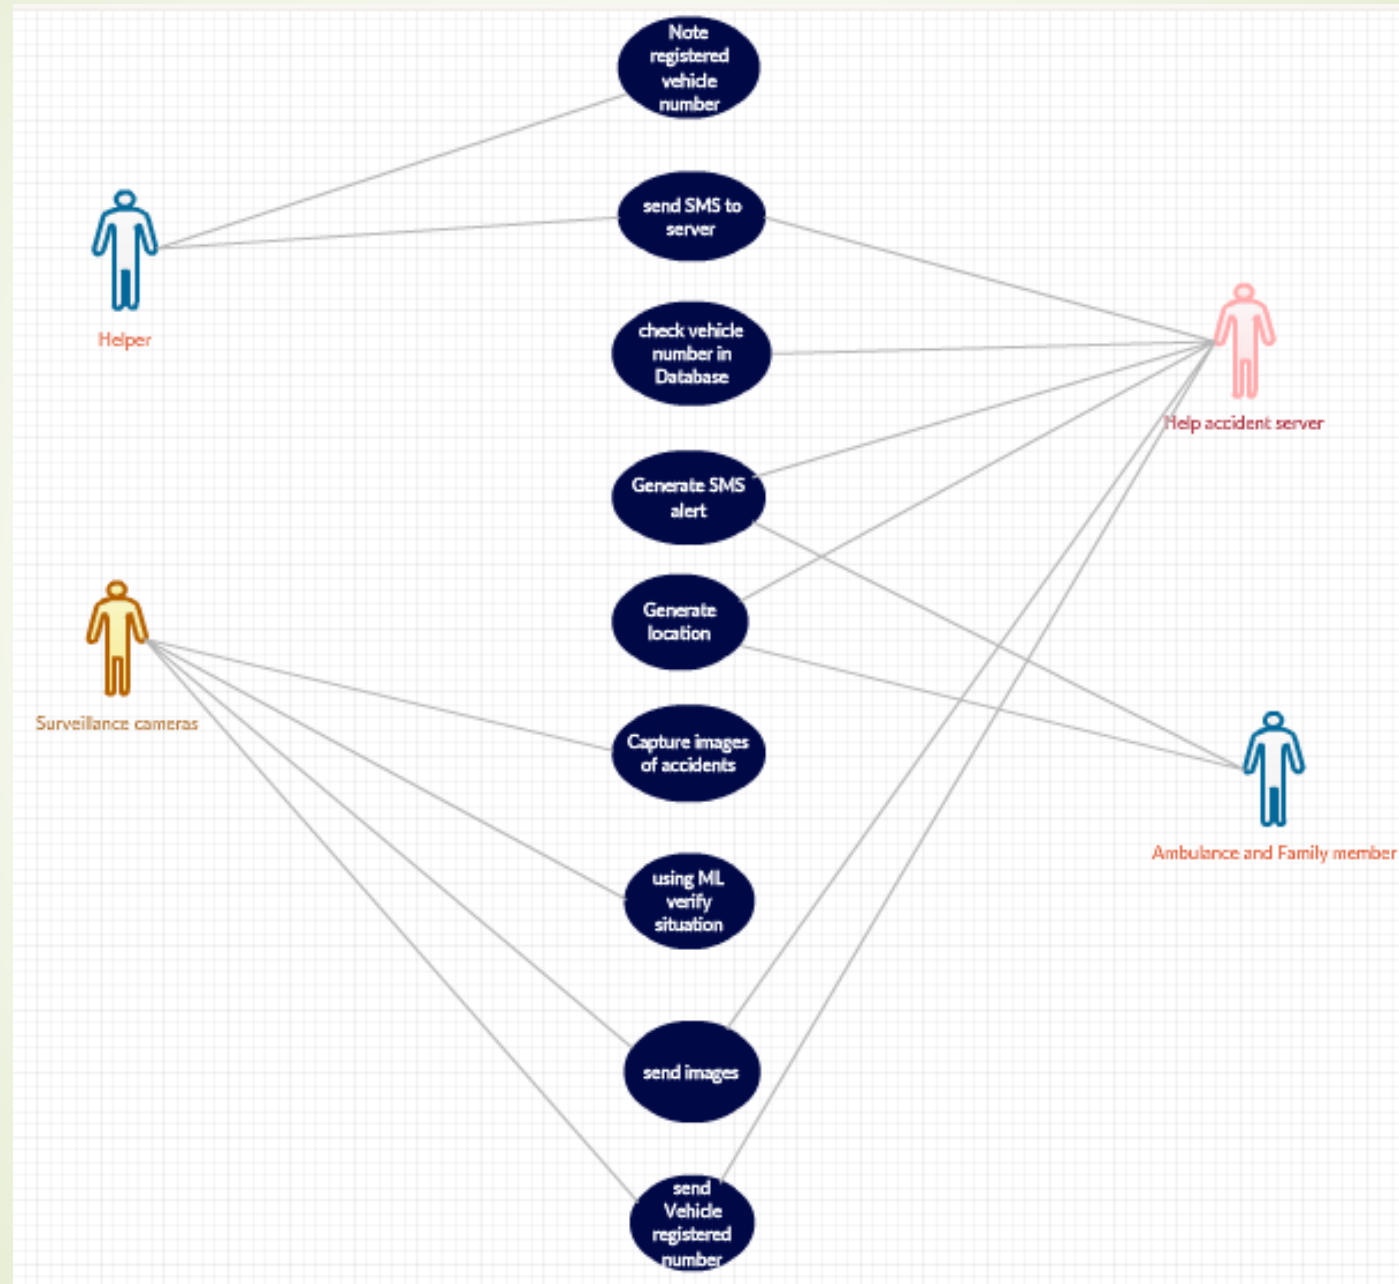 Note
registered
vehicle
number
send SMS to
server
Helper
check vehicle
number in
Database
Help accident server
Generate SMS
alert
Generate
location
Surveillance cameras
Capture images
of accidents
Ambulance and Family member
using ML
verify
situation
send images
send
Vehicle
registered
number